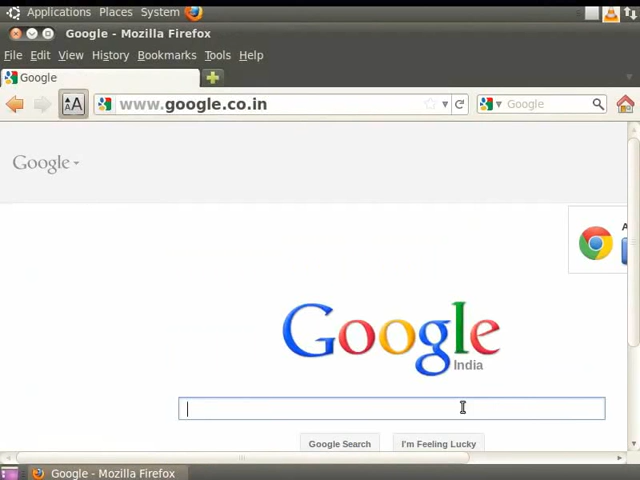 Applications Places System
Google - Mozilla Firefox
File Edit View History Bookmarks Tools Help
Google
www.google.co.in
Google
Google
Google
India
Google Search
I'm Feeling Lucky
Google - Mozilla Firefox